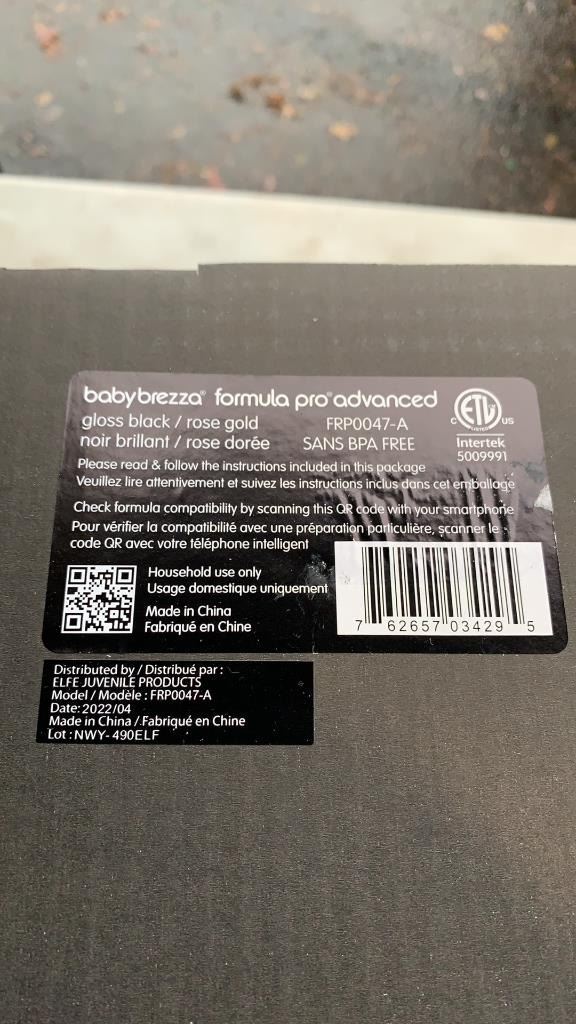 babybrezza® formula pro® advanced
gloss black / rose gold FRP0047-A
noir brillant / rose dorée SANS BPA FREE
C ETL LISTED US
Intertek
5009991
Please read & follow the instructions included in this package
Veuillez lire attentivement et suivez les instructions inclus dans cet emballage
Check formula compatibility by scanning this QR code with your smartphone
Pour vérifier la compatibilité avec une préparation particulière, scanner le
code QR avec votre téléphone intelligent
Household use only
Usage domestique uniquement
Made in China
Fabriqué en Chine
7 62657 03429 5
Distributed by / Distribué par :
ELFE JUVENILE PRODUCTS
Model / Modèle : FRP0047-A
Date: 2022/04
Made in China / Fabriqué en Chine
Lot : NWY- 490ELF